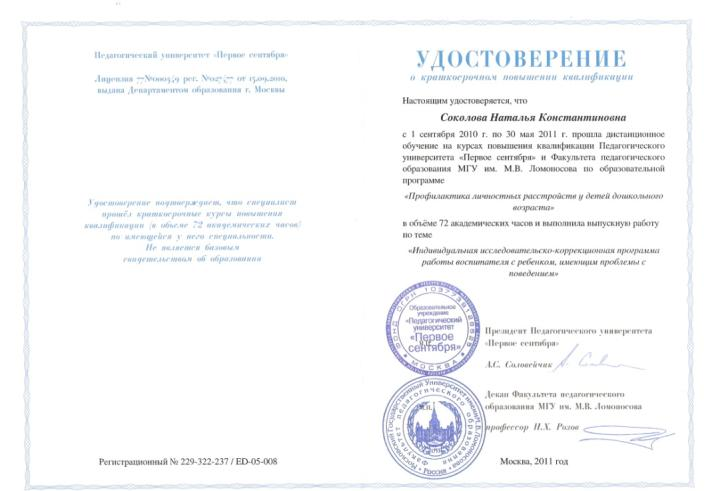 Педагогический университет «Первое сентября»
Лицензия 77№000349 рег. №027477 от 15.09.2010,
выдана Департаментом образования г. Москвы
Удостоверение подтверждает, что специалист
прошёл краткосрочные курсы повышения
квалификации (в объеме 72 академических часов)
по имеющейся у него специальности.
Не является базовым
свидетельством об образовании
Регистрационный № 229-322-237 / ED-05-008
УДОСТОВЕРЕНИЕ
о краткосрочном повышении квалификации
Настоящим удостоверяется, что
Соколова Наталья Константиновна
с 1 сентября 2010 г. по 30 мая 2011 г. прошла дистанционное
обучение на курсах повышения квалификации Педагогического
университета «Первое сентября» и Факультета педагогического
образования МГУ им. М.В. Ломоносова по образовательной
программе
«Профилактика личностных расстройств у детей дошкольного
возраста»
в объёме 72 академических часов и выполнила выпускную работу
по теме
«Индивидуальная исследовательско-коррекционная программа
работы воспитателя с ребенком, имеющим проблемы с
поведением»
Образовательное
учреждение
«Педагогический
университет
«Первое
сентября»
МОСКВА
Президент Педагогического университета
«Первое сентября»
А.С. Соловейчик
Декан Факультета педагогического
образования МГУ им. М.В. Ломоносова
профессор Н.Х. Розов
Москва, 2011 год